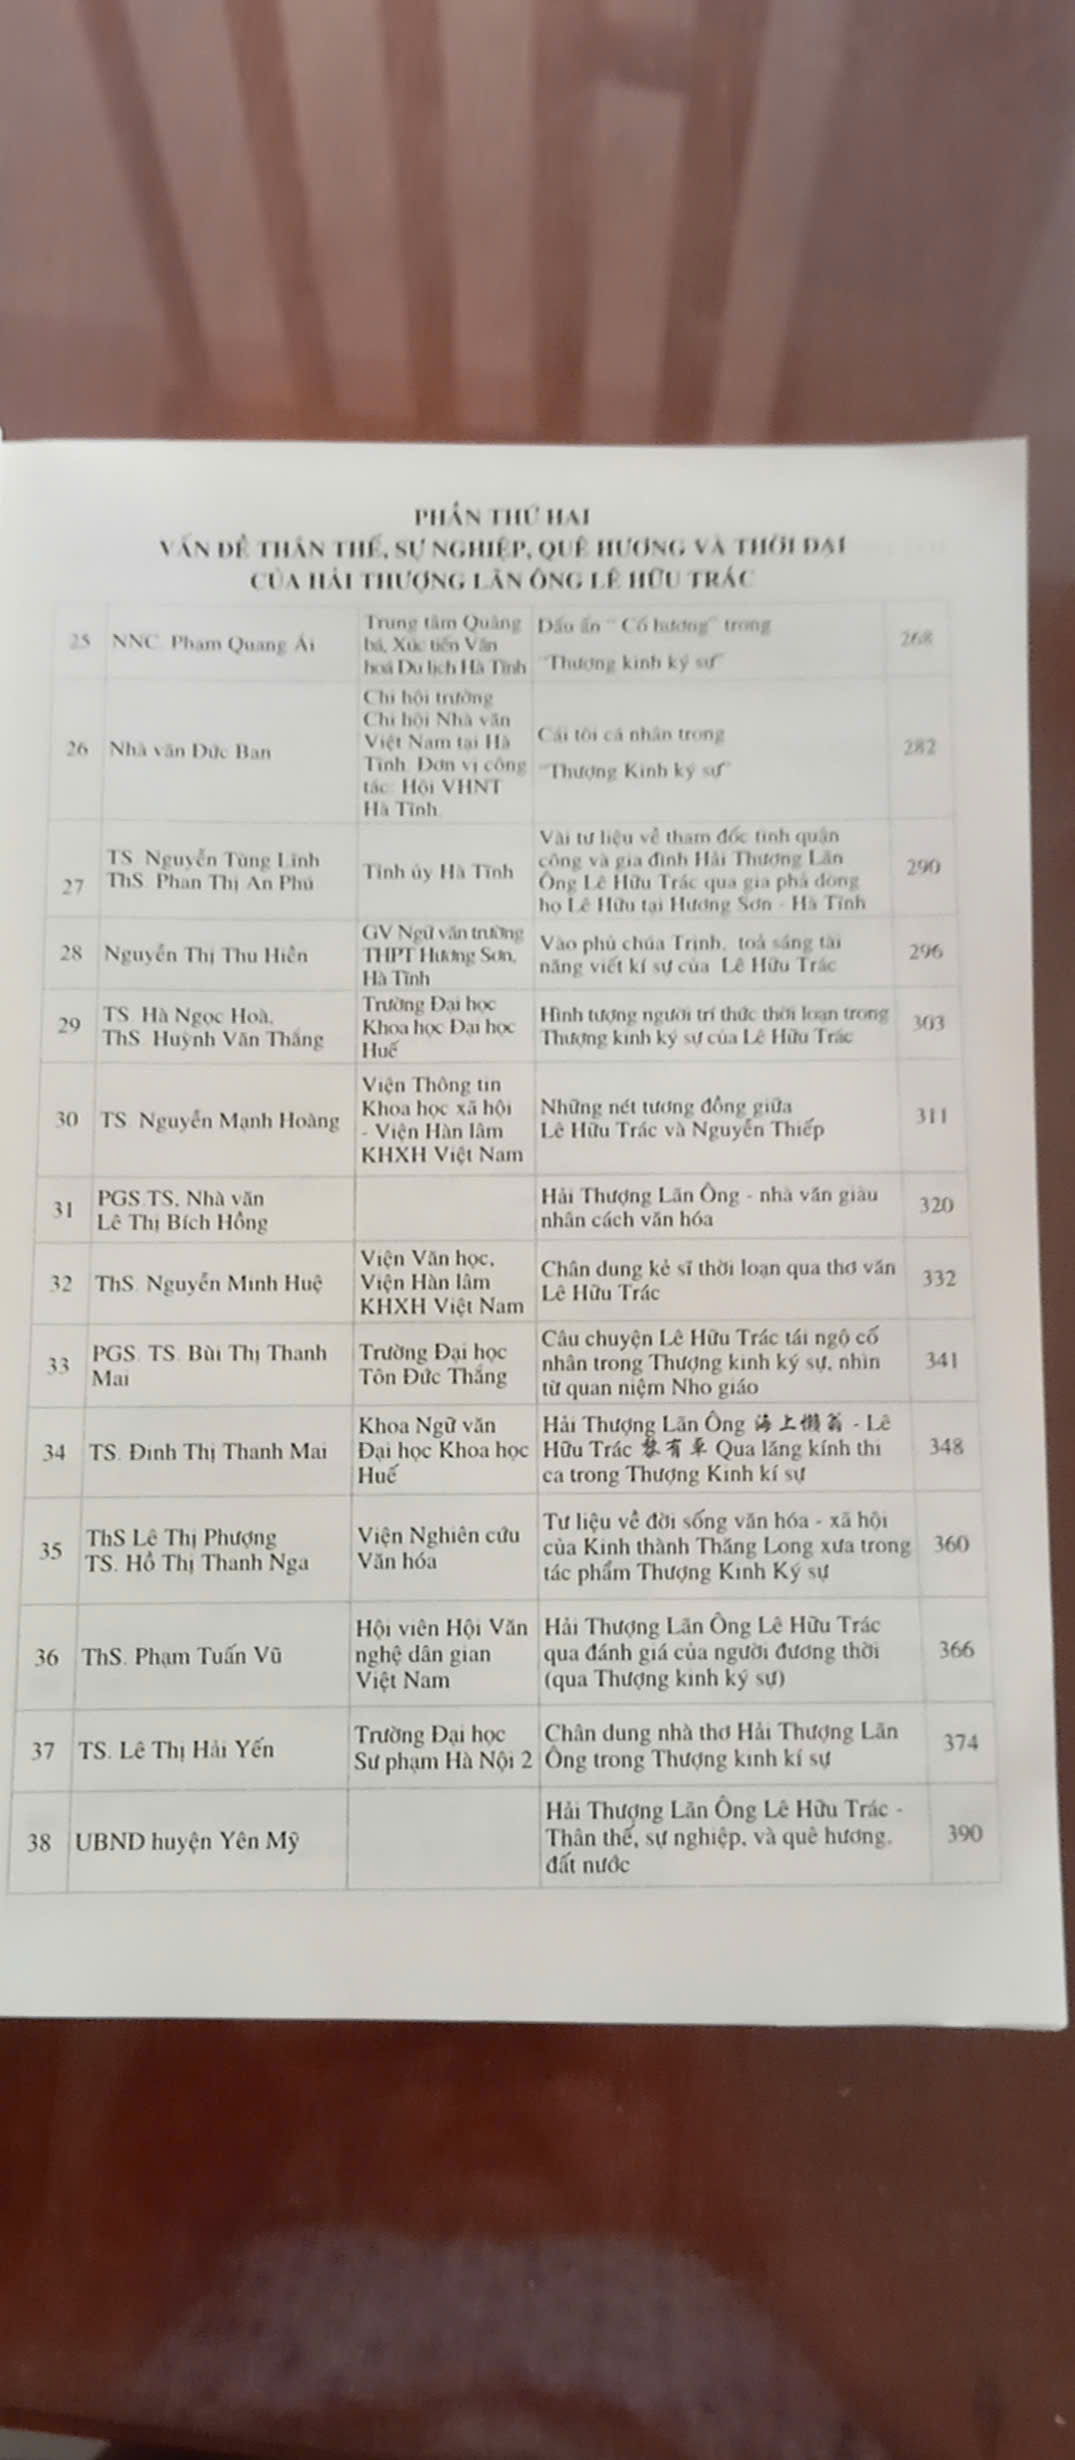 PHẦN THỨ HAI
VẤN ĐỀ THÂN THẾ, SỰ NGHIỆP, QUÊ HƯƠNG VÀ THỜI ĐẠI
CỦA HẢI THƯỢNG LÃN ÔNG LÊ HỮU TRÁC
25 NNC. Phạm Quang Ái Trung tâm Quảng bá, Xúc tiến Văn hoá Du lịch Hà Tĩnh Dấu ấn “ Cố hương” trong “Thượng kinh ký sự” 268
26 Nhà văn Đức Ban Chi hội trưởng Chi hội Nhà văn Việt Nam tại Hà Tĩnh. Đơn vị công tác: Hội VHNT Hà Tĩnh. Cái tôi cá nhân trong “Thượng Kinh ký sự” 282
27 TS. Nguyễn Tùng Lĩnh ThS. Phan Thị An Phú Tỉnh ủy Hà Tĩnh Vài tư liệu về tham đốc tình quận công và gia đình Hải Thượng Lãn Ông Lê Hữu Trác qua gia phả dòng họ Lê Hữu tại Hương Sơn - Hà Tĩnh 290
28 Nguyễn Thị Thu Hiền GV Ngữ văn trường THPT Hương Sơn, Hà Tĩnh Vào phủ chúa Trịnh, toả sáng tài năng viết kí sự của Lê Hữu Trác 296
29 TS. Hà Ngọc Hoà, ThS. Huỳnh Văn Thắng Trường Đại học Khoa học Đại học Huế Hình tượng người trí thức thời loạn trong Thượng kinh ký sự của Lê Hữu Trác 303
30 TS. Nguyễn Mạnh Hoàng Viện Thông tin Khoa học xã hội - Viện Hàn lâm KHXH Việt Nam Những nét tương đồng giữa Lê Hữu Trác và Nguyễn Thiếp 311
31 PGS.TS, Nhà văn Lê Thị Bích Hồng Hải Thượng Lãn Ông - nhà văn giàu nhân cách văn hóa 320
32 ThS. Nguyễn Minh Huệ Viện Văn học, Viện Hàn lâm KHXH Việt Nam Chân dung kẻ sĩ thời loạn qua thơ văn Lê Hữu Trác 332
33 PGS. TS. Bùi Thị Thanh Mai Trường Đại học Tôn Đức Thắng Câu chuyện Lê Hữu Trác tái ngộ cố nhân trong Thượng kinh ký sự, nhìn từ quan niệm Nho giáo 341
34 TS. Đinh Thị Thanh Mai Khoa Ngữ văn Đại học Khoa học Huế Hải Thượng Lãn Ông 海上懶翁 - Lê Hữu Trác 黎有卓 Qua lăng kính thi ca trong Thượng Kinh kí sự 348
35 ThS Lê Thị Phượng TS. Hồ Thị Thanh Nga Viện Nghiên cứu Văn hóa Tư liệu về đời sống văn hóa - xã hội của Kinh thành Thăng Long xưa trong tác phẩm Thượng Kinh Ký sự 360
36 ThS. Phạm Tuấn Vũ Hội viên Hội Văn nghệ dân gian Việt Nam Hải Thượng Lãn Ông Lê Hữu Trác qua đánh giá của người đương thời (qua Thượng kinh ký sự) 366
37 TS. Lê Thị Hải Yến Trường Đại học Sư phạm Hà Nội 2 Chân dung nhà thơ Hải Thượng Lãn Ông trong Thượng kinh kí sự 374
38 UBND huyện Yên Mỹ Hải Thượng Lãn Ông Lê Hữu Trác - Thân thế, sự nghiệp, và quê hương, đất nước 390